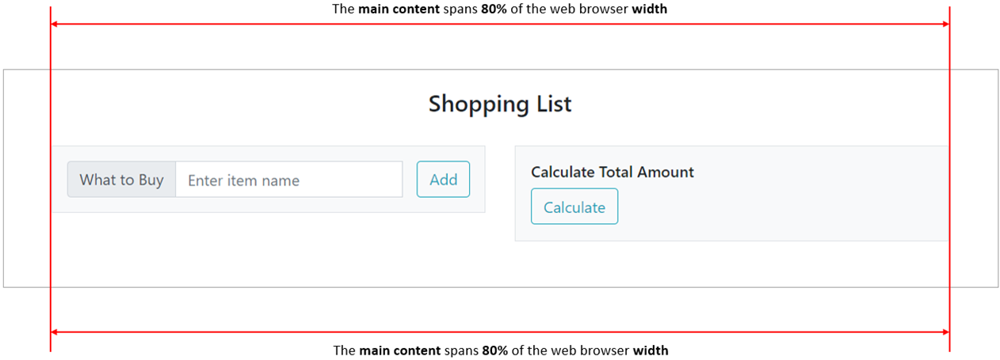 The main content spans 80% of the web browser width
Shopping List
What to Buy
Enter item name
Add
Calculate Total Amount
Calculate
The main content spans 80% of the web browser width